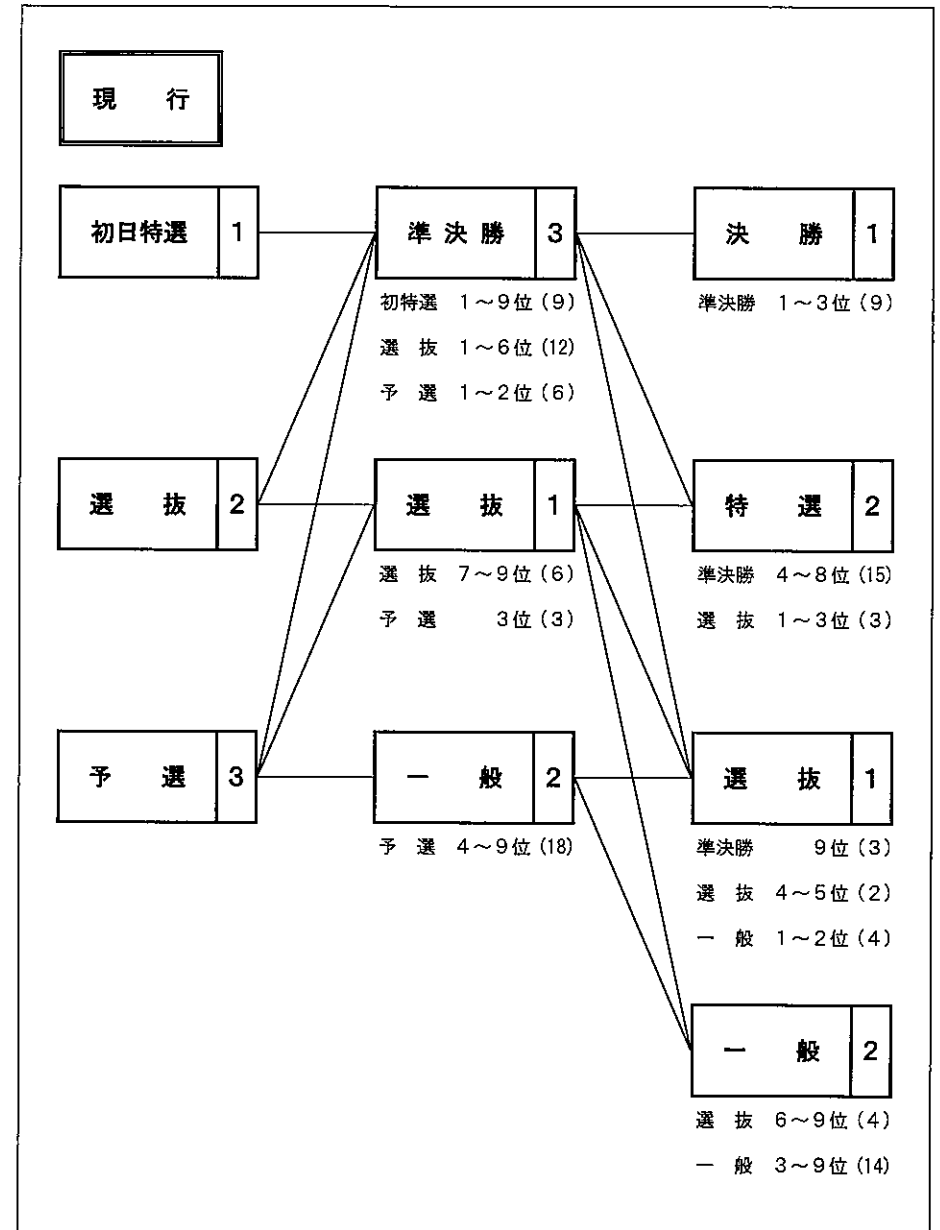 現 行
初日特選 1
準決勝 3
決 勝 1
初特選 1～9位(9)
選 抜 1～6位(12)
予 選 1～2位(6)
準決勝 1～3位(9)
選 抜 2
選 抜 1
特 選 2
選 抜 7～9位(6)
予 選 3位(3)
準決勝 4～8位(15)
選 抜 1～3位(3)
予 選 3
一 般 2
選 抜 1
予 選 4～9位(18)
準決勝 9位(3)
選 抜 4～5位(2)
一 般 1～2位(4)
一 般 2
選 抜 6～9位(4)
一 般 3～9位(14)